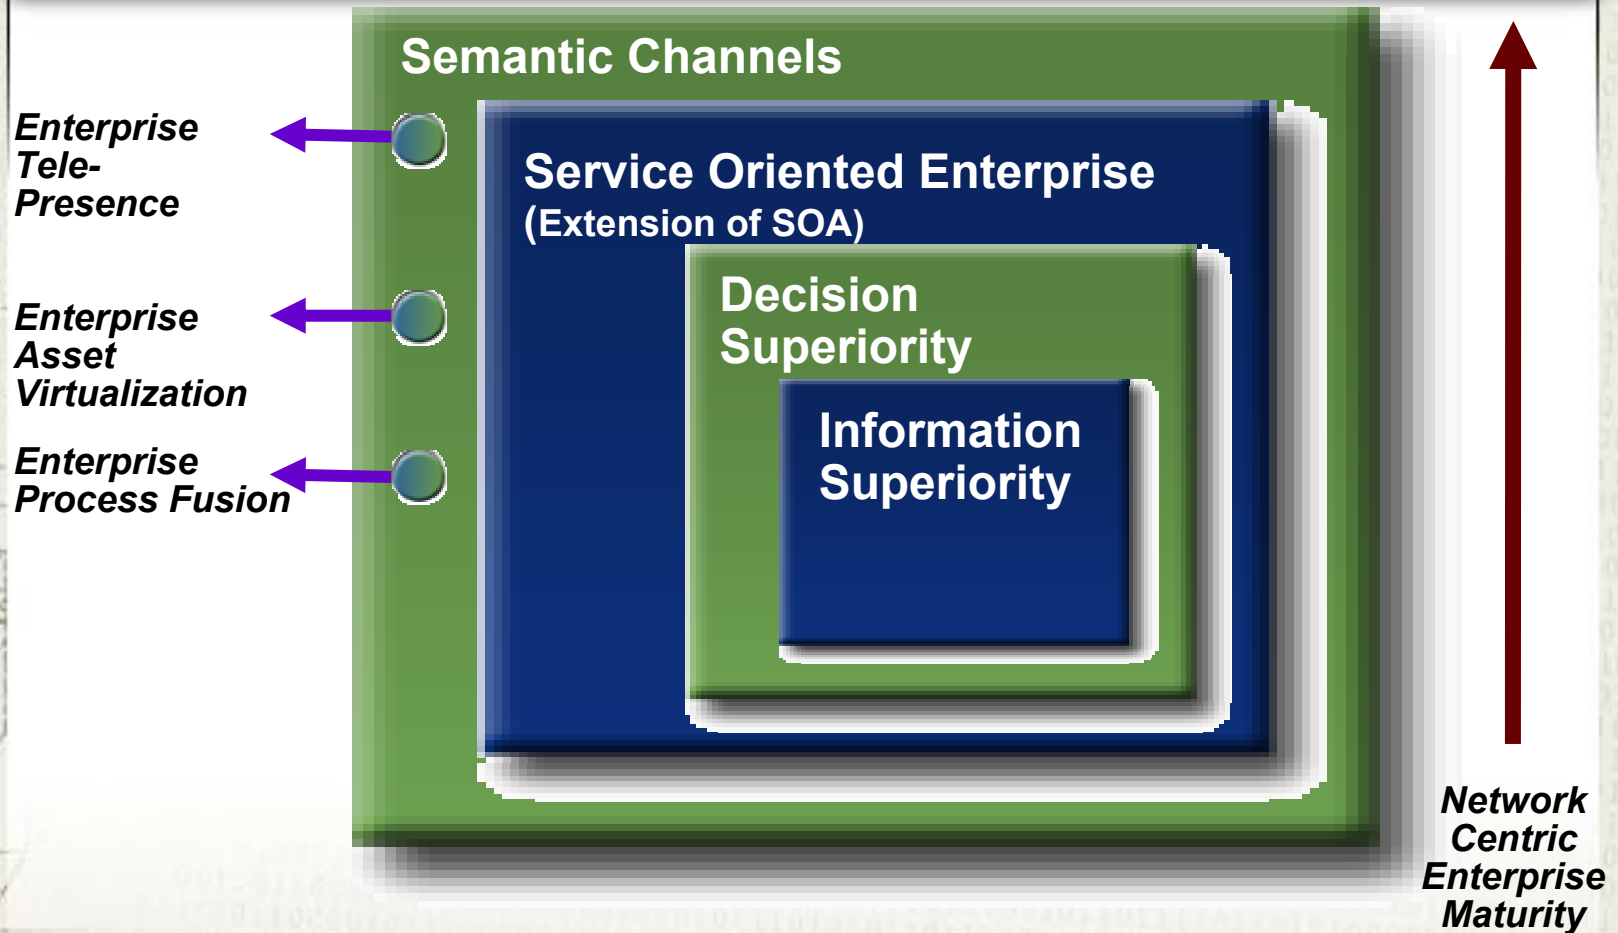 Semantic Channels
Enterprise
Tele-
Presence
Service Oriented Enterprise
(Extension of SOA)
Decision
Superiority
Enterprise
Asset
Virtualization
Information
Superiority
Enterprise
Process Fusion
Network
Centric
Enterprise
Maturity